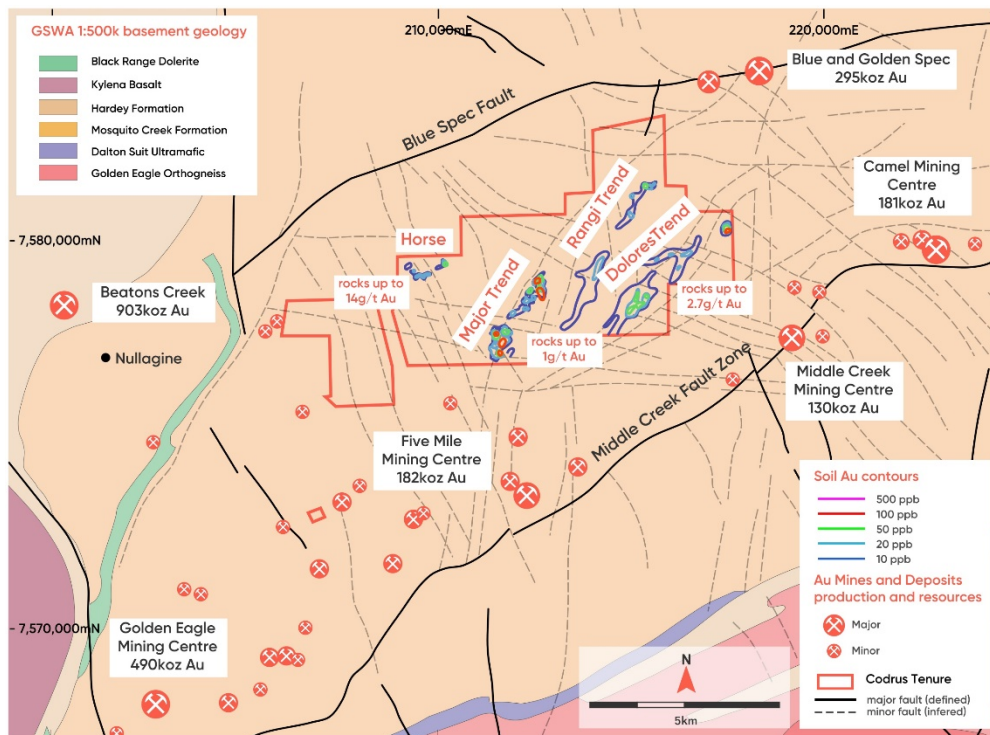 GSWA 1:500k basement geology
Black Range Dolerite
Kylena Basalt
Hardey Formation
Mosquito Creek Formation
Dalton Suit Ultramafic
Golden Eagle Orthogneiss
210,000mE
220,000mE
Blue Spec Fault
Blue and Golden Spec
295koz Au
Camel Mining
Centre
181koz Au
- 7,580,000mN
Horse
Rangi Trend
DoloresTrend
Major Trend
rocks up to
14g/t Au
rocks up to
2.7g/t Au
rocks up to
1g/t Au
Beatons Creek
903koz Au
Nullagine
Middle Creek Fault Zone
Middle Creek
Mining Centre
130koz Au
Five Mile
Mining Centre
182koz Au
- 7,570,000mN
Golden Eagle
Mining Centre
490koz Au
N
5km
Soil Au contours
500 ppb
100 ppb
50 ppb
20 ppb
10 ppb
Au Mines and Deposits
production and resources
Major
Minor
Codrus Tenure
major fault (defined)
minor fault (infered)